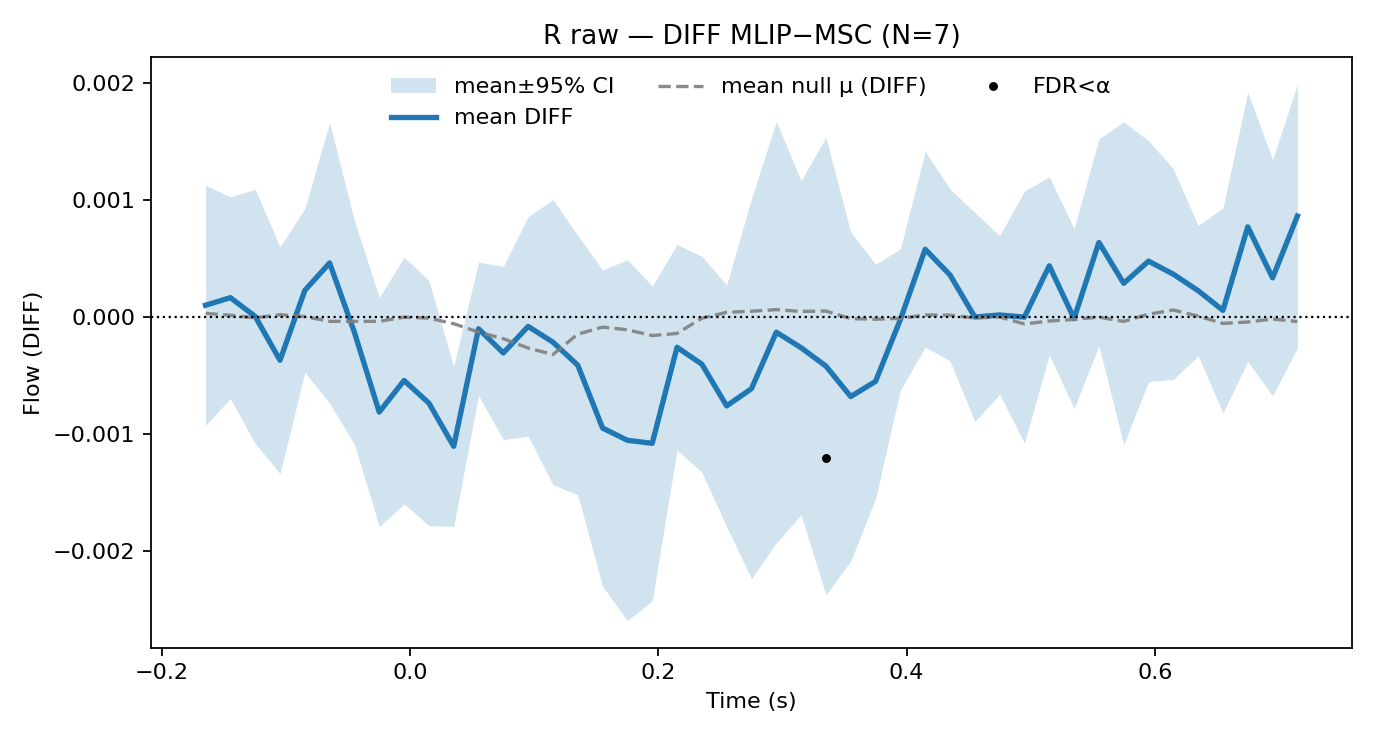 R raw — DIFF MLIP−MSC (N=7)
mean±95% CI
mean DIFF
mean null μ (DIFF)
FDR<α
0.002
0.001
0.000
−0.001
−0.002
Flow (DIFF)
−0.2
0.0
0.2
0.4
0.6
Time (s)